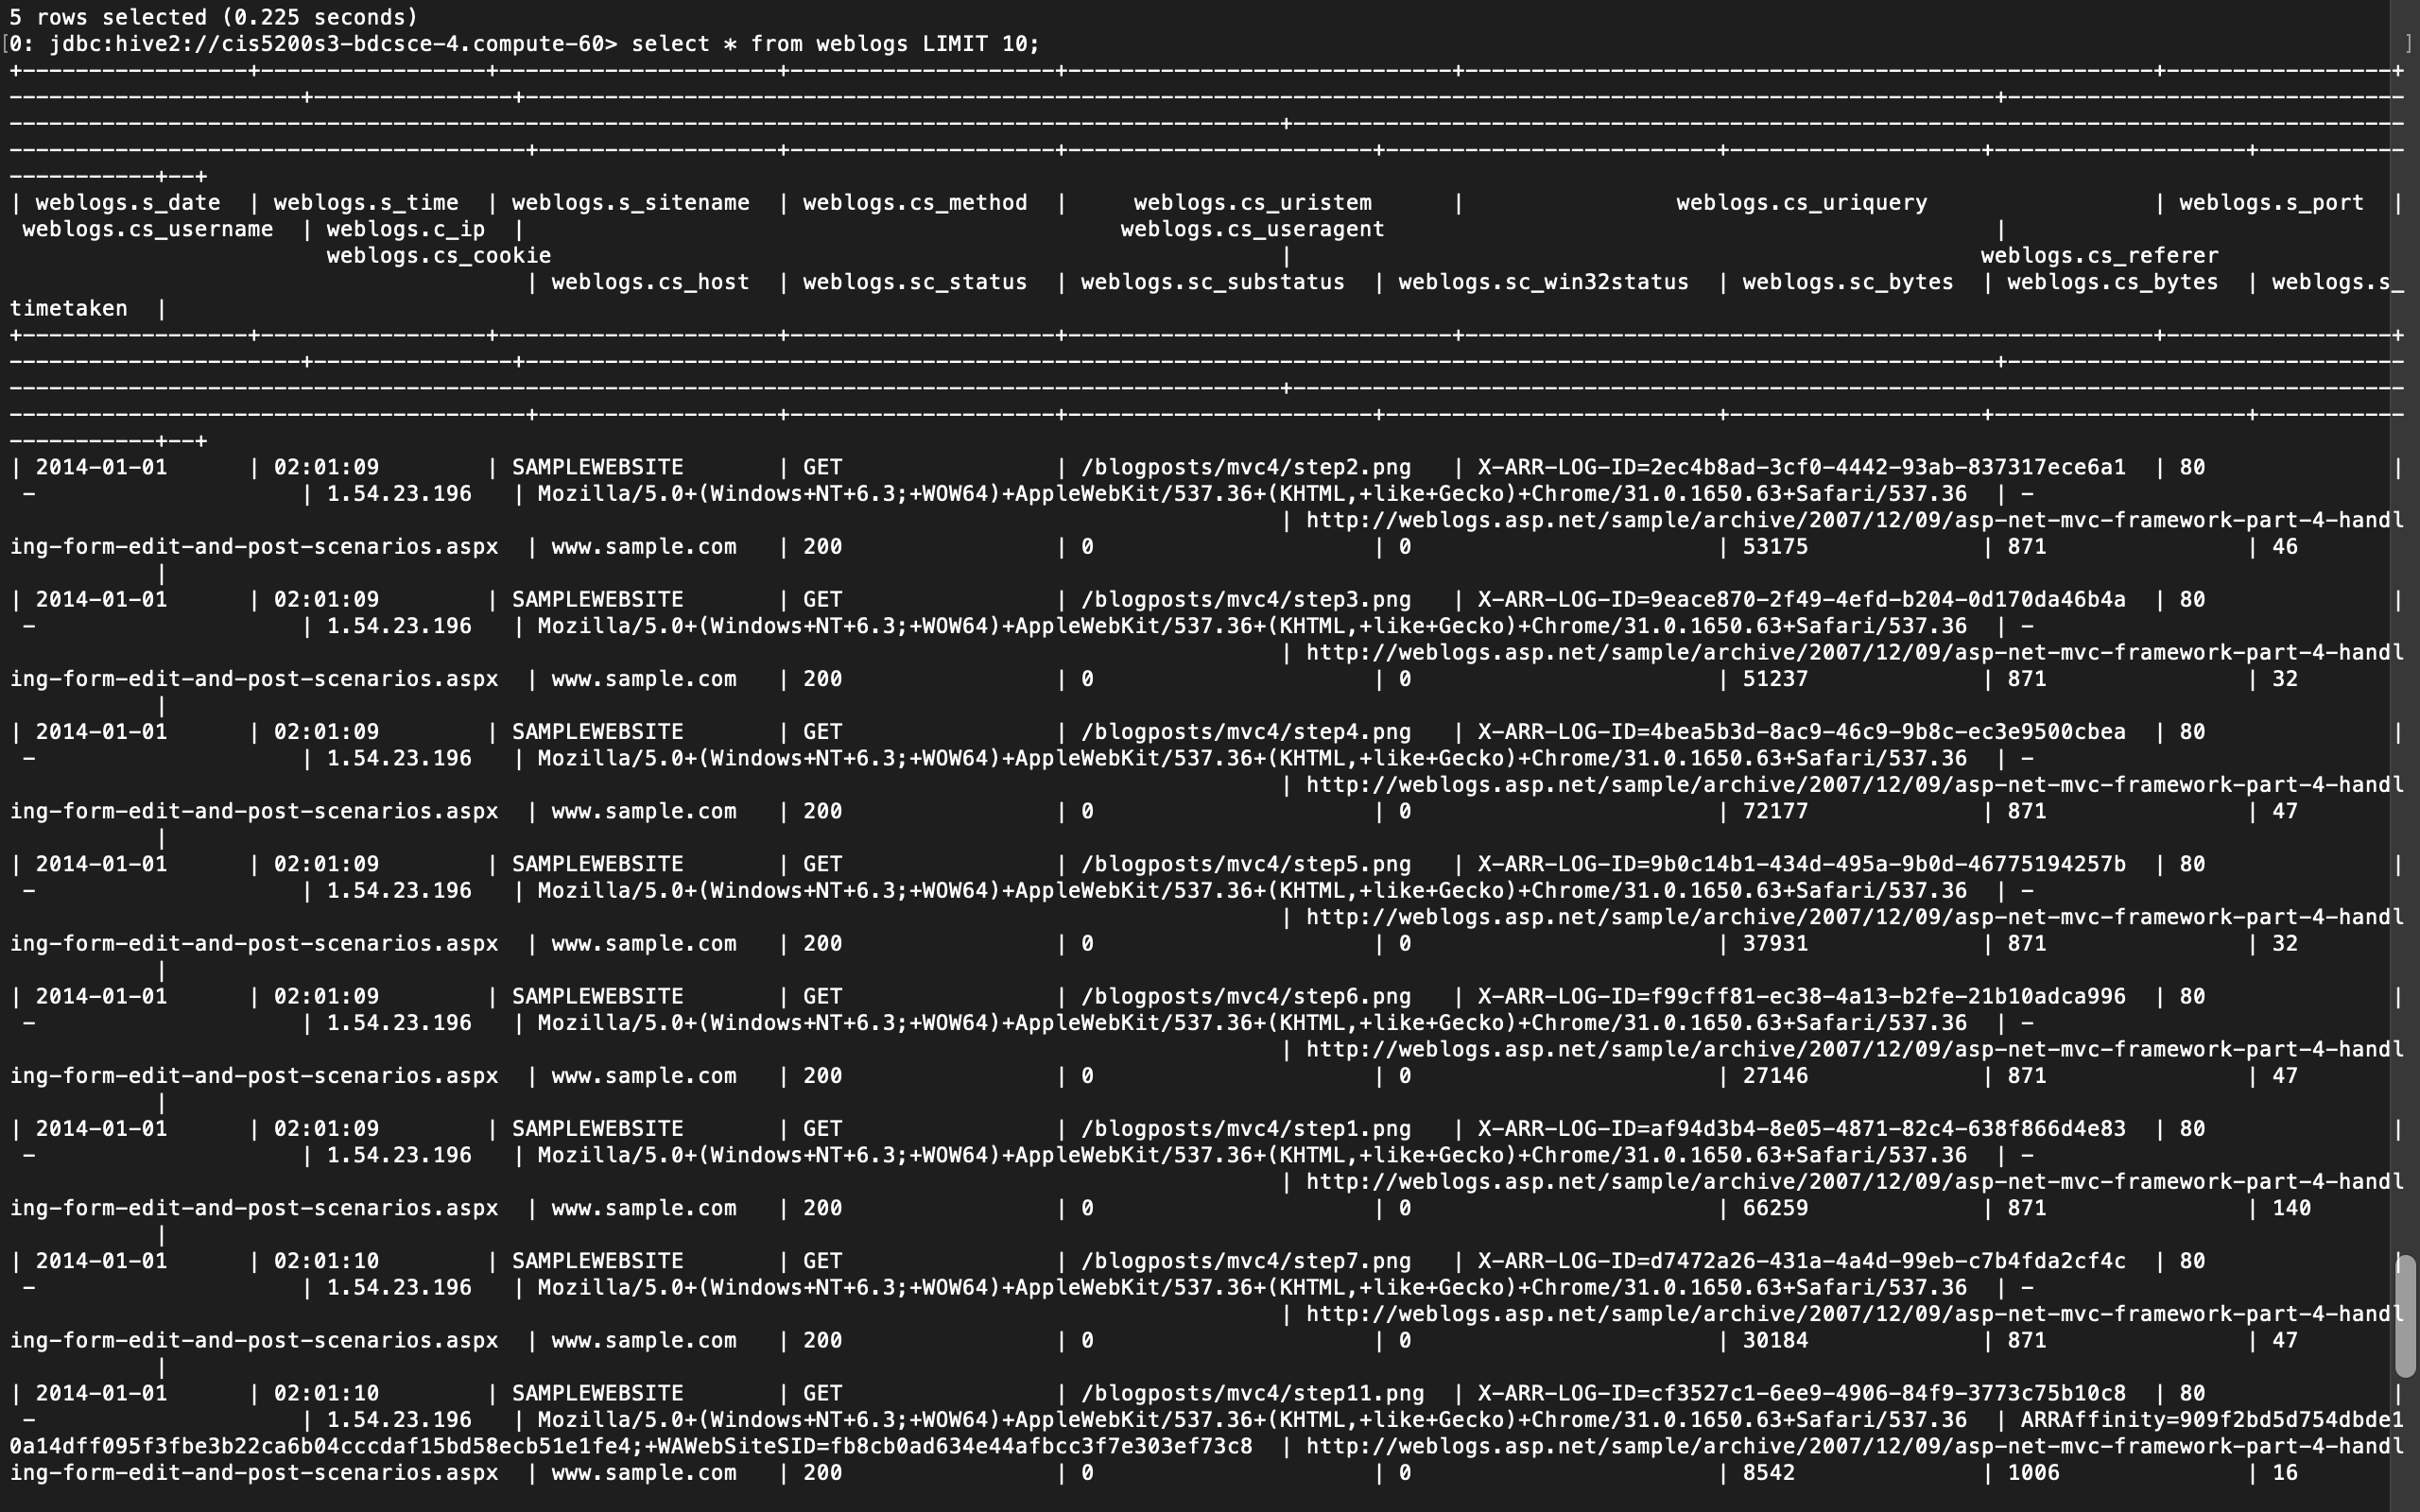 5 rows selected (0.225 seconds)
[0: jdbc:hive2://cis5200s3-bdcsce-4.compute-60> select * from weblogs LIMIT 10; ]
| weblogs.s_date | weblogs.s_time | weblogs.s_sitename | weblogs.cs_method | weblogs.cs_uristem | weblogs.cs_uriquery | weblogs.s_port |
weblogs.cs_username | weblogs.c_ip | weblogs.cs_useragent |
weblogs.cs_cookie | weblogs.cs_referer
| weblogs.cs_host | weblogs.sc_status | weblogs.sc_substatus | weblogs.sc_win32status | weblogs.sc_bytes | weblogs.cs_bytes | weblogs.s_
timetaken |
| 2014-01-01 | 02:01:09 | SAMPLEWEBSITE | GET | /blogposts/mvc4/step2.png | X-ARR-LOG-ID=2ec4b8ad-3cf0-4442-93ab-837317ece6a1 | 80 |
- | 1.54.23.196 | Mozilla/5.0+(Windows+NT+6.3;+WOW64)+AppleWebKit/537.36+(KHTML,+like+Gecko)+Chrome/31.0.1650.63+Safari/537.36 | -
| http://weblogs.asp.net/sample/archive/2007/12/09/asp-net-mvc-framework-part-4-handl
ing-form-edit-and-post-scenarios.aspx | www.sample.com | 200 | 0 | 0 | 53175 | 871 | 46
|
| 2014-01-01 | 02:01:09 | SAMPLEWEBSITE | GET | /blogposts/mvc4/step3.png | X-ARR-LOG-ID=9eace870-2f49-4efd-b204-0d170da46b4a | 80 |
- | 1.54.23.196 | Mozilla/5.0+(Windows+NT+6.3;+WOW64)+AppleWebKit/537.36+(KHTML,+like+Gecko)+Chrome/31.0.1650.63+Safari/537.36 | -
| http://weblogs.asp.net/sample/archive/2007/12/09/asp-net-mvc-framework-part-4-handl
ing-form-edit-and-post-scenarios.aspx | www.sample.com | 200 | 0 | 0 | 51237 | 871 | 32
|
| 2014-01-01 | 02:01:09 | SAMPLEWEBSITE | GET | /blogposts/mvc4/step4.png | X-ARR-LOG-ID=4bea5b3d-8ac9-46c9-9b8c-ec3e9500cbea | 80 |
- | 1.54.23.196 | Mozilla/5.0+(Windows+NT+6.3;+WOW64)+AppleWebKit/537.36+(KHTML,+like+Gecko)+Chrome/31.0.1650.63+Safari/537.36 | -
| http://weblogs.asp.net/sample/archive/2007/12/09/asp-net-mvc-framework-part-4-handl
ing-form-edit-and-post-scenarios.aspx | www.sample.com | 200 | 0 | 0 | 72177 | 871 | 47
|
| 2014-01-01 | 02:01:09 | SAMPLEWEBSITE | GET | /blogposts/mvc4/step5.png | X-ARR-LOG-ID=9b0c14b1-434d-495a-9b0d-46775194257b | 80 |
- | 1.54.23.196 | Mozilla/5.0+(Windows+NT+6.3;+WOW64)+AppleWebKit/537.36+(KHTML,+like+Gecko)+Chrome/31.0.1650.63+Safari/537.36 | -
| http://weblogs.asp.net/sample/archive/2007/12/09/asp-net-mvc-framework-part-4-handl
ing-form-edit-and-post-scenarios.aspx | www.sample.com | 200 | 0 | 0 | 37931 | 871 | 32
|
| 2014-01-01 | 02:01:09 | SAMPLEWEBSITE | GET | /blogposts/mvc4/step6.png | X-ARR-LOG-ID=f99cff81-ec38-4a13-b2fe-21b10adca996 | 80 |
- | 1.54.23.196 | Mozilla/5.0+(Windows+NT+6.3;+WOW64)+AppleWebKit/537.36+(KHTML,+like+Gecko)+Chrome/31.0.1650.63+Safari/537.36 | -
| http://weblogs.asp.net/sample/archive/2007/12/09/asp-net-mvc-framework-part-4-handl
ing-form-edit-and-post-scenarios.aspx | www.sample.com | 200 | 0 | 0 | 27146 | 871 | 47
|
| 2014-01-01 | 02:01:09 | SAMPLEWEBSITE | GET | /blogposts/mvc4/step1.png | X-ARR-LOG-ID=af94d3b4-8e05-4871-82c4-638f866d4e83 | 80 |
- | 1.54.23.196 | Mozilla/5.0+(Windows+NT+6.3;+WOW64)+AppleWebKit/537.36+(KHTML,+like+Gecko)+Chrome/31.0.1650.63+Safari/537.36 | -
| http://weblogs.asp.net/sample/archive/2007/12/09/asp-net-mvc-framework-part-4-handl
ing-form-edit-and-post-scenarios.aspx | www.sample.com | 200 | 0 | 0 | 66259 | 871 | 140
|
| 2014-01-01 | 02:01:10 | SAMPLEWEBSITE | GET | /blogposts/mvc4/step7.png | X-ARR-LOG-ID=d7472a26-431a-4a4d-99eb-c7b4fda2cf4c | 80 |
- | 1.54.23.196 | Mozilla/5.0+(Windows+NT+6.3;+WOW64)+AppleWebKit/537.36+(KHTML,+like+Gecko)+Chrome/31.0.1650.63+Safari/537.36 | -
| http://weblogs.asp.net/sample/archive/2007/12/09/asp-net-mvc-framework-part-4-handl
ing-form-edit-and-post-scenarios.aspx | www.sample.com | 200 | 0 | 0 | 30184 | 871 | 47
|
| 2014-01-01 | 02:01:10 | SAMPLEWEBSITE | GET | /blogposts/mvc4/step11.png | X-ARR-LOG-ID=cf3527c1-6ee9-4906-84f9-3773c75b10c8 | 80 |
- | 1.54.23.196 | Mozilla/5.0+(Windows+NT+6.3;+WOW64)+AppleWebKit/537.36+(KHTML,+like+Gecko)+Chrome/31.0.1650.63+Safari/537.36 | ARRAffinity=909f2bd5d754dbde1
0a14dff095f3fbe3b22ca6b04cccdaf15bd58ecb51e1fe4;+WAWebSiteSID=fb8cb0ad634e44afbcc3f7e303ef73c8 | http://weblogs.asp.net/sample/archive/2007/12/09/asp-net-mvc-framework-part-4-handl
ing-form-edit-and-post-scenarios.aspx | www.sample.com | 200 | 0 | 0 | 8542 | 1006 | 16